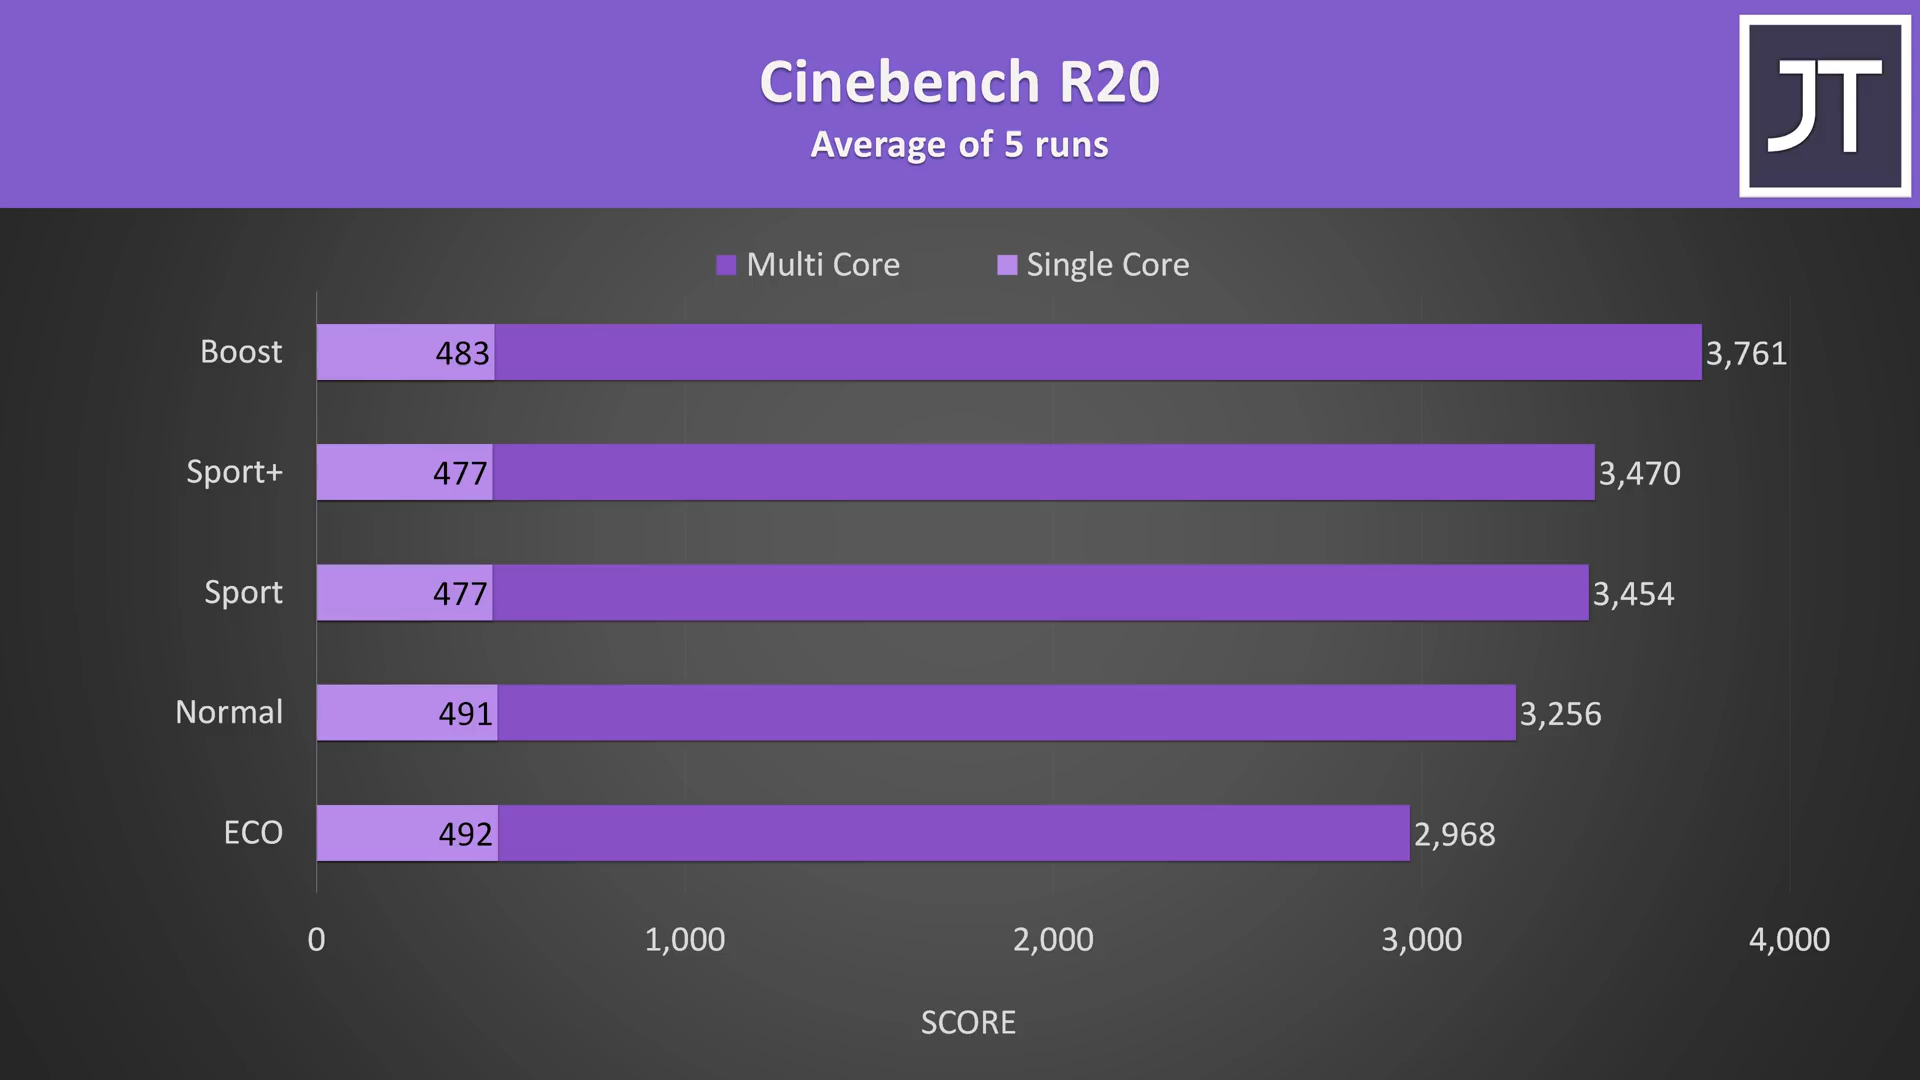 Cinebench R20
Average of 5 runs
JT
Multi Core Single Core
Boost 483 3,761
Sport+ 477 3,470
Sport 477 3,454
Normal 491 3,256
ECO 492 2,968
0 1,000 2,000 3,000 4,000
SCORE